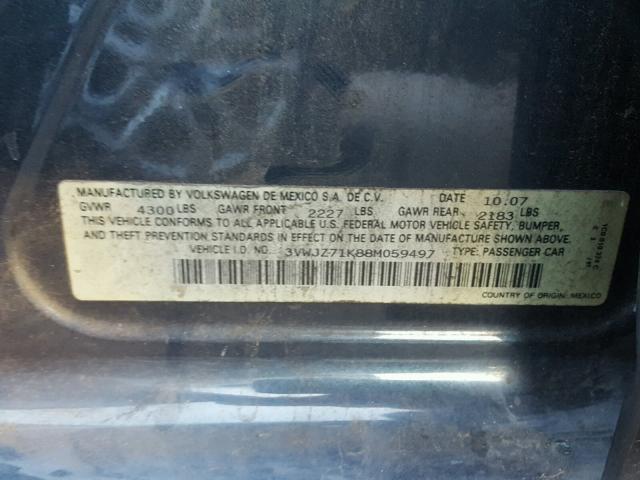 MANUFACTURED BY VOLKSWAGEN DE MEXICO S.A. DE C.V. DATE 10.07
GVWR 4300 LBS GAWR FRONT 2227 LBS GAWR REAR 2183 LBS
THIS VEHICLE CONFORMS TO ALL APPLICABLE U.S. FEDERAL MOTOR VEHICLE SAFETY, BUMPER,
AND THEFT PREVENTION STANDARDS IN EFFECT ON THE DATE OF MANUFACTURE SHOWN ABOVE.
VEHICLE I.D. NO. 3VWJZ71K88M059497 TYPE: PASSENGER CAR
COUNTRY OF ORIGIN: MEXICO